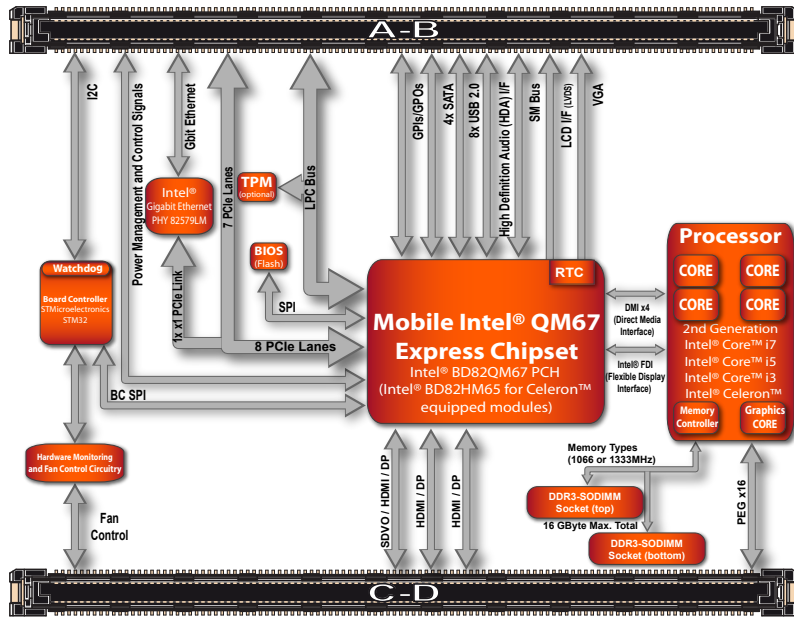 A-B
I2C
Power Management and Control Signals
Gbit Ethernet
7 PCIe Lanes
LPC Bus
GPIs/GPOs
4x SATA
8x USB 2.0
High Definition Audio (HDA) I/F
SM Bus
LCD I/F (LVDS)
VGA
TPM
(optional)
Intel®
Gigabit Ethernet
PHY 82579LM
BIOS
(Flash)
SPI
1x x1 PCIe Link
8 PCIe Lanes
BC SPI
Watchdog
Board Controller
STMicroelectronics
STM32
Hardware Monitoring
and Fan Control Circuitry
Fan
Control
RTC
Mobile Intel® QM67
Express Chipset
Intel® BD82QM67 PCH
(Intel® BD82HM65 for Celeron™
equipped modules)
DMI x4
(Direct Media
Interface)
Intel® FDI
(Flexible Display
Interface)
Processor
CORE
CORE
CORE
CORE
2nd Generation
Intel® Core™ i7
Intel® Core™ i5
Intel® Core™ i3
Intel® Celeron™
Memory
Controller
Graphics
CORE
Memory Types
(1066 or 1333MHz)
DDR3-SODIMM
Socket (top)
16 GByte Max. Total
DDR3-SODIMM
Socket (bottom)
PEG x16
SDVO / HDMI / DP
HDMI / DP
HDMI / DP
C-D